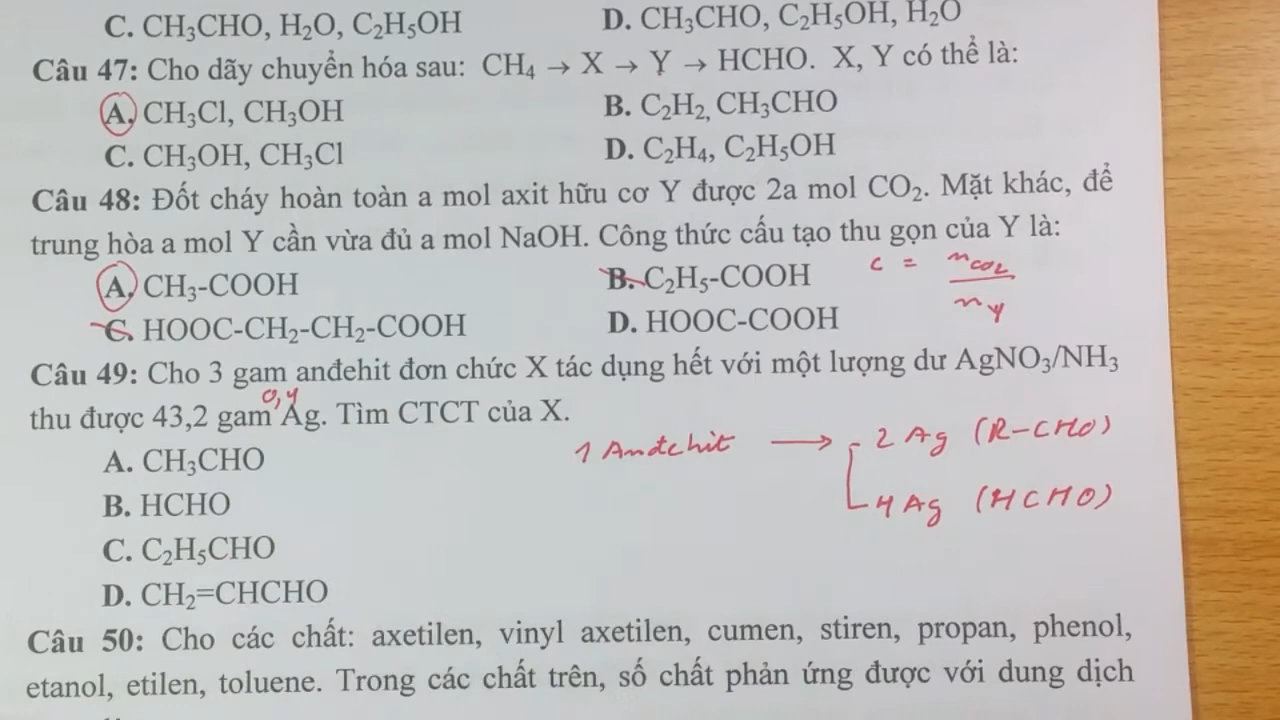 C. CH₃CHO, H₂O, C₂H₅OH D. CH₃CHO, C₂H₅OH, H₂O
Câu 47: Cho dãy chuyển hóa sau: CH₄ → X → Y → HCHO. X, Y có thể là:
A. CH₃Cl, CH₃OH B. C₂H₂, CH₃CHO
C. CH₃OH, CH₃Cl D. C₂H₄, C₂H₅OH
Câu 48: Đốt cháy hoàn toàn a mol axit hữu cơ Y được 2a mol CO₂. Mặt khác, để
trung hòa a mol Y cần vừa đủ a mol NaOH. Công thức cấu tạo thu gọn của Y là:
A. CH₃-COOH B. C₂H₅-COOH
C = nCO₂
nY
C. HOOC-CH₂-CH₂-COOH D. HOOC-COOH
Câu 49: Cho 3 gam anđehit đơn chức X tác dụng hết với một lượng dư AgNO₃/NH₃
0,4
thu được 43,2 gam Ag. Tìm CTCT của X.
1 Anđehit → 2 Ag (R-CHO)
4 Ag (HCHO)
A. CH₃CHO
B. HCHO
C. C₂H₅CHO
D. CH₂=CHCHO
Câu 50: Cho các chất: axetilen, vinyl axetilen, cumen, stiren, propan, phenol,
etanol, etilen, toluene. Trong các chất trên, số chất phản ứng được với dung dịch